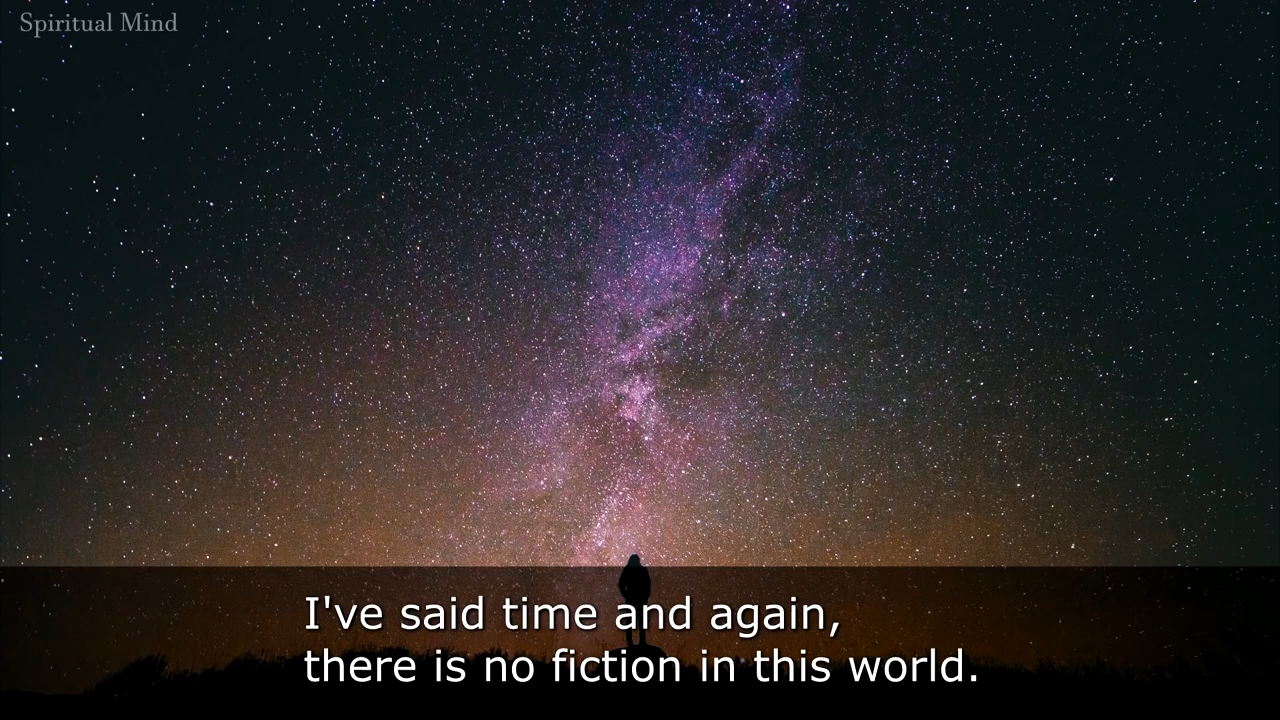 Spiritual Mind
I've said time and again,
there is no fiction in this world.